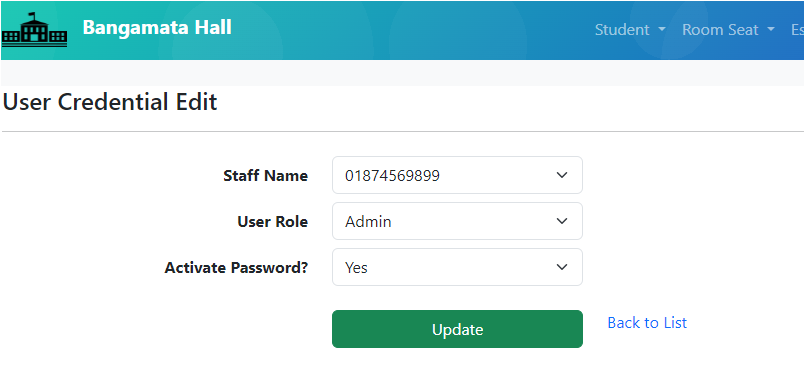 Bangamata Hall
Student Room Seat Es
User Credential Edit
Staff Name 01874569899
User Role Admin
Activate Password? Yes
Update Back to List